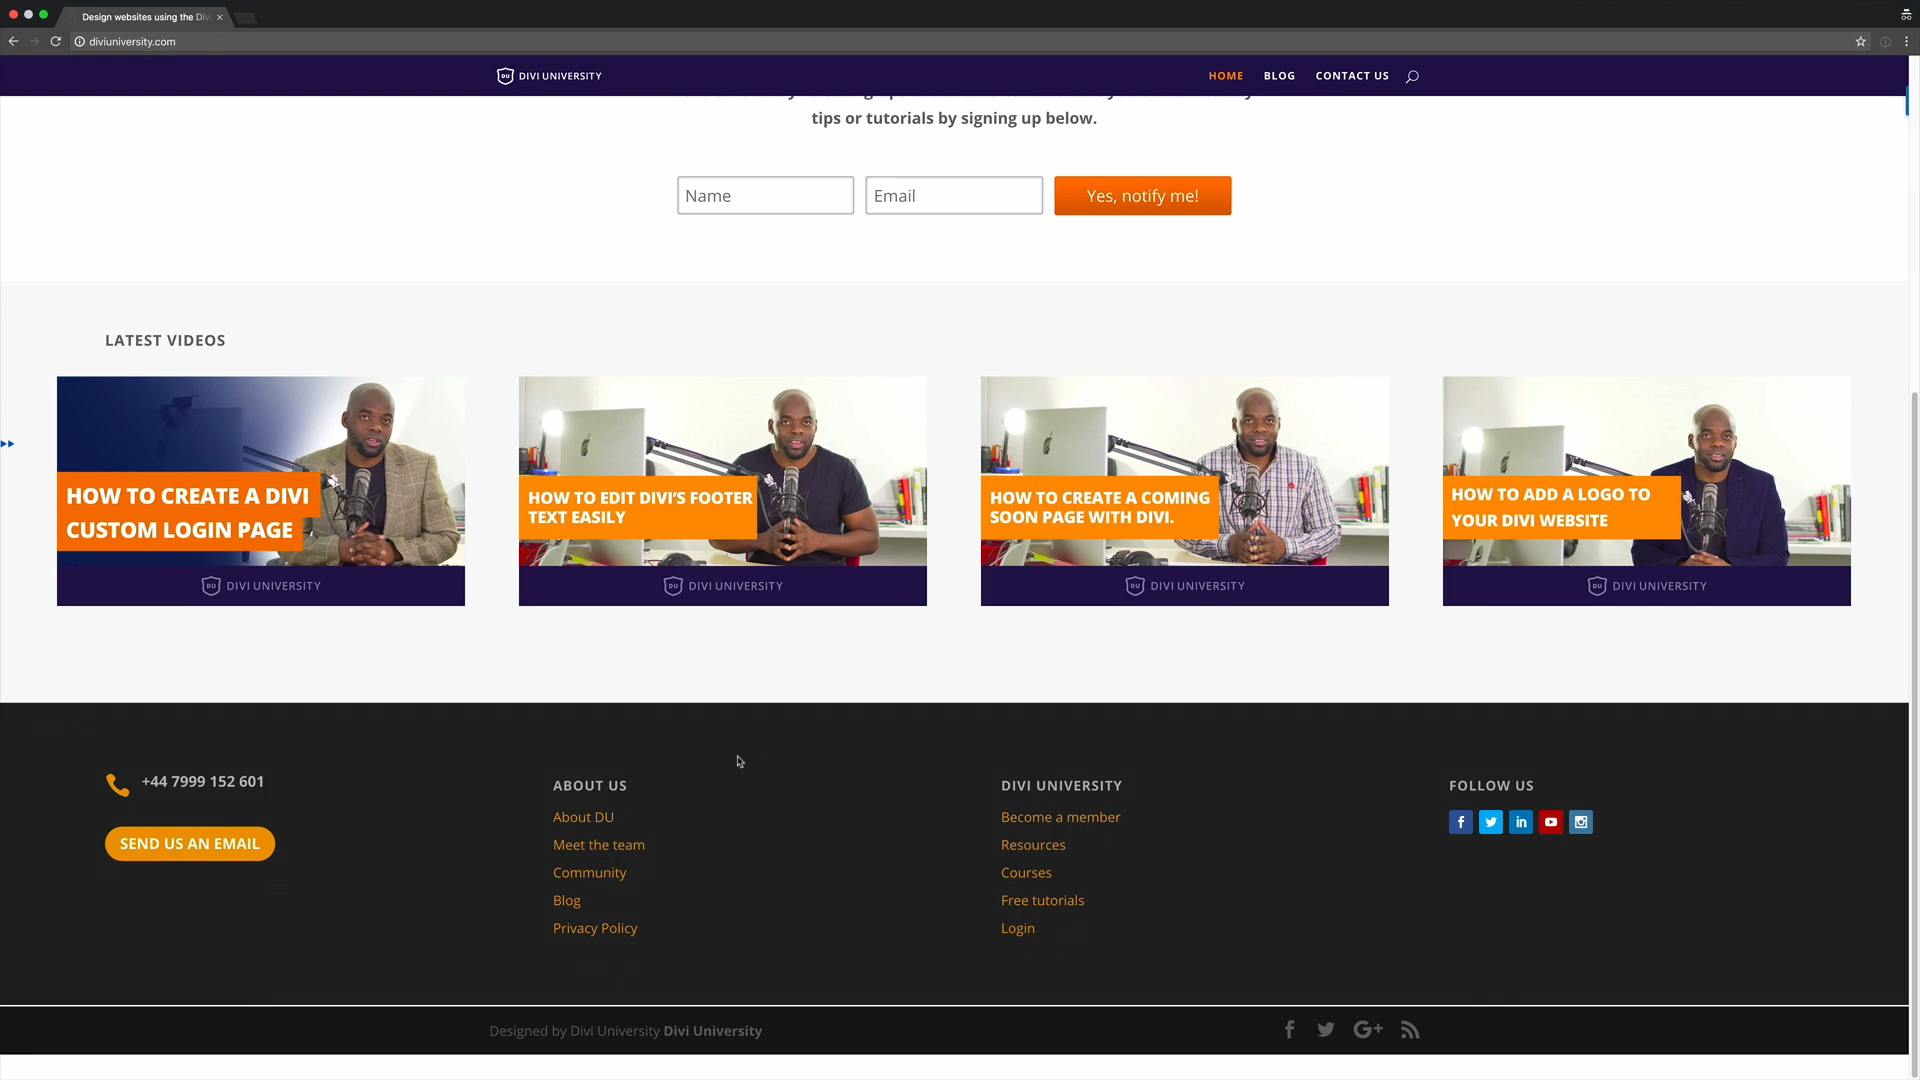 Design websites using the Div
diviuniversity.com
DU DIVI UNIVERSITY
HOME
BLOG
CONTACT US
tips or tutorials by signing up below.
Name
Email
Yes, notify me!
LATEST VIDEOS
HOW TO CREATE A DIVI
CUSTOM LOGIN PAGE
DU DIVI UNIVERSITY
HOW TO EDIT DIVI'S FOOTER
TEXT EASILY
DU DIVI UNIVERSITY
HOW TO CREATE A COMING
SOON PAGE WITH DIVI.
DU DIVI UNIVERSITY
HOW TO ADD A LOGO TO
YOUR DIVI WEBSITE
DU DIVI UNIVERSITY
+44 7999 152 601
SEND US AN EMAIL
ABOUT US
About DU
Meet the team
Community
Blog
Privacy Policy
DIVI UNIVERSITY
Become a member
Resources
Courses
Free tutorials
Login
FOLLOW US
Designed by Divi University Divi University